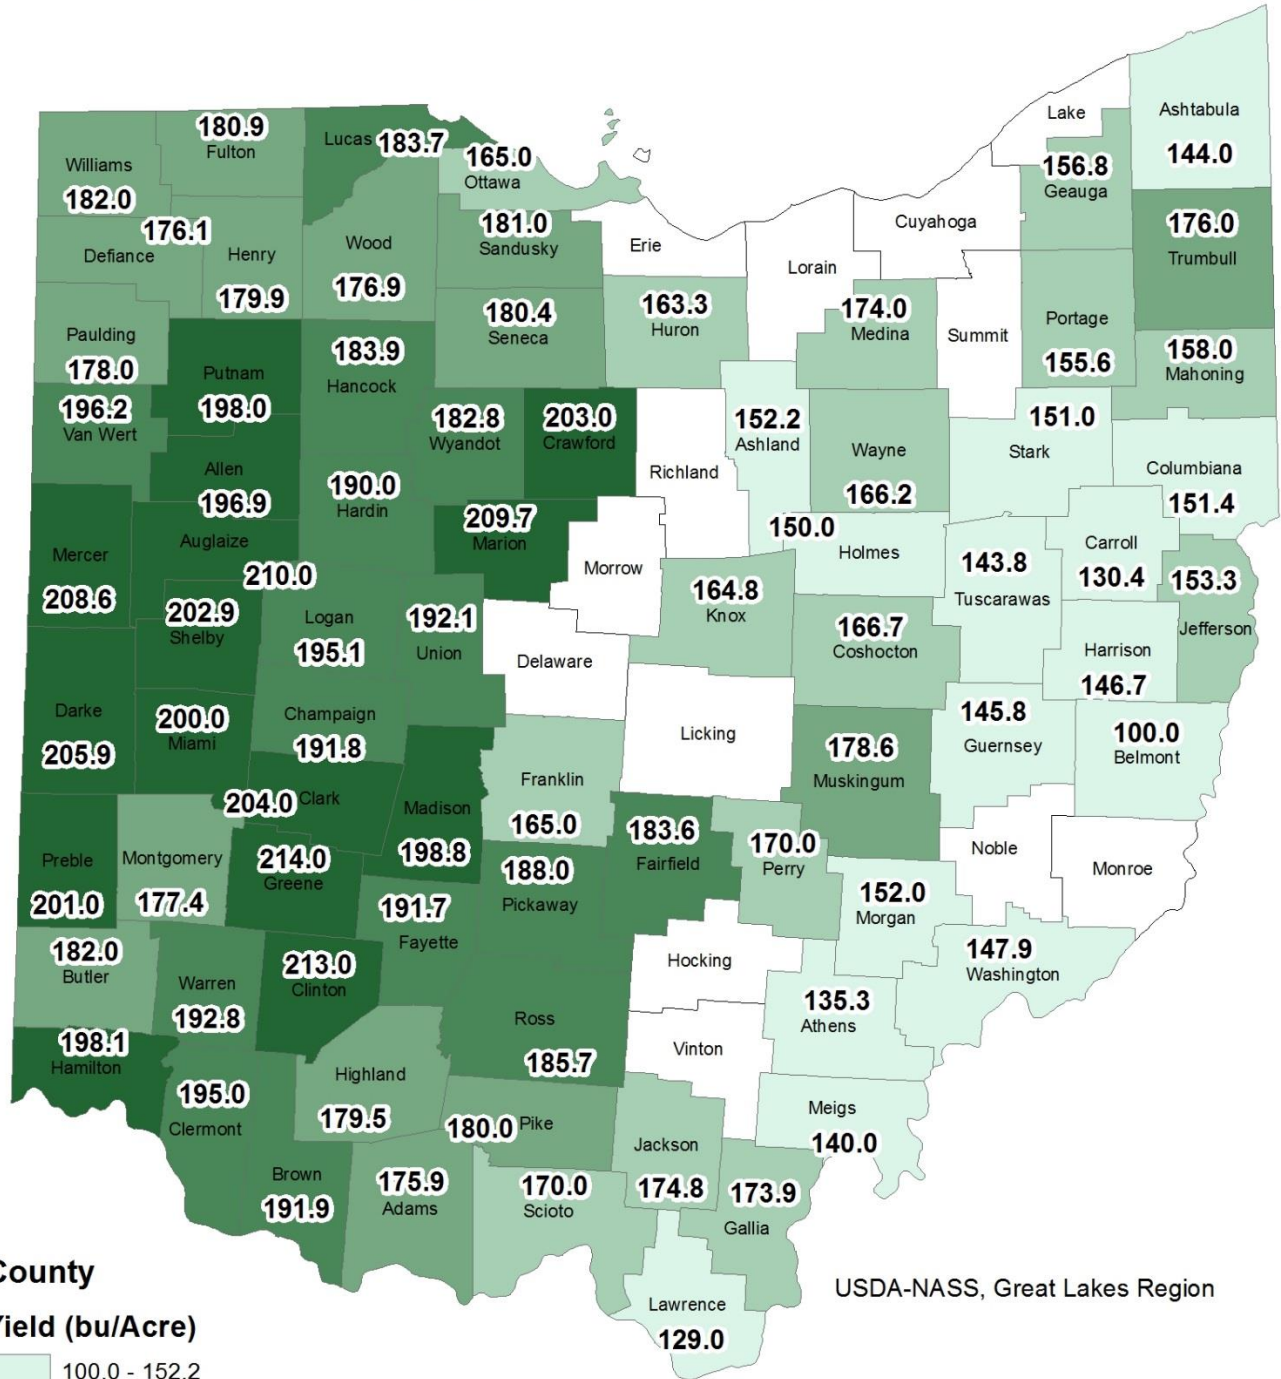 Lake
Ashtabula
144.0
180.9
Fulton
Lucas 183.7
Williams
182.0
165.0
Ottawa
156.8
Geauga
176.1
Defiance
Henry
179.9
Wood
176.9
181.0
Sandusky
Erie
Cuyahoga
Lorain
176.0
Trumbull
Paulding
178.0
180.4
Seneca
163.3
Huron
174.0
Medina
Summit
Portage
155.6
158.0
Mahoning
Putnam
198.0
183.9
Hancock
196.2
Van Wert
182.8
Wyandot
203.0
Crawford
Richland
152.2
Ashland
Wayne
166.2
151.0
Stark
Columbiana
151.4
Allen
196.9
190.0
Hardin
209.7
Marion
Morrow
150.0
Holmes
143.8
Tuscarawas
Carroll
130.4
153.3
Jefferson
Mercer
208.6
Auglaize
210.0
202.9
Shelby
Logan
195.1
192.1
Union
Delaware
164.8
Knox
166.7
Coshocton
Harrison
146.7
Darke
205.9
200.0
Miami
Champaign
191.8
Licking
178.6
Muskingum
145.8
Guernsey
100.0
Belmont
204.0 Clark
Madison
198.8
Franklin
165.0
Preble
201.0
Montgomery
177.4
214.0
Greene
188.0
Pickaway
183.6
Fairfield
170.0
Perry
Noble
Monroe
152.0
Morgan
191.7
Fayette
182.0
Butler
Warren
192.8
213.0
Clinton
Hocking
147.9
Washington
135.3
Athens
198.1
Hamilton
Ross
185.7
Vinton
195.0
Clermont
Highland
179.5
180.0 Pike
Jackson
174.8
Meigs
140.0
Brown
191.9
175.9
Adams
170.0
Scioto
173.9
Gallia
Lawrence
129.0
USDA-NASS, Great Lakes Region
County
Yield (bu/Acre)
100.0 - 152.2